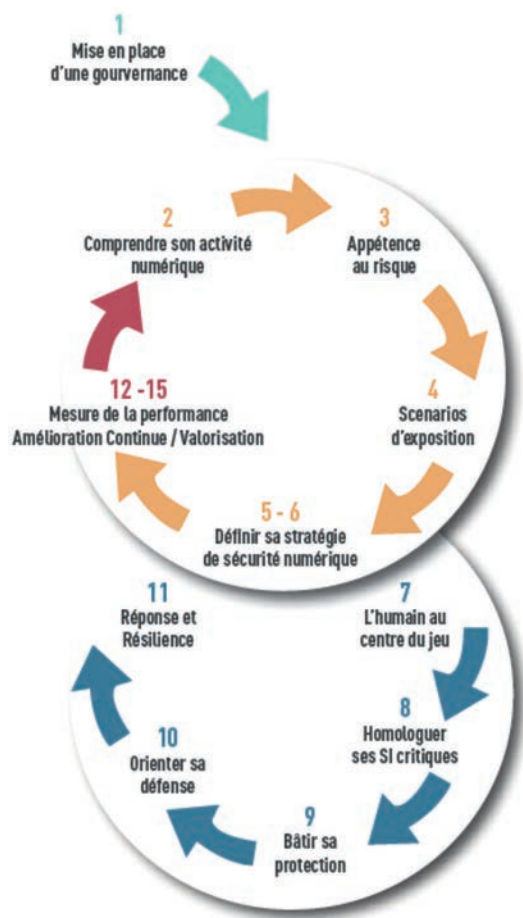 1
Mise en place
d'une gourvernance
2
Comprendre son activité
numérique
3
Appétence
au risque
4
Scenarios
d'exposition
5 - 6
Définir sa stratégie
de sécurité numérique
12 -15
Mesure de la performance
Amélioration Continue / Valorisation
7
L'humain au
centre du jeu
8
Homologuer
ses SI critiques
9
Bâtir sa
protection
10
Orienter sa
défense
11
Réponse et
Résilience